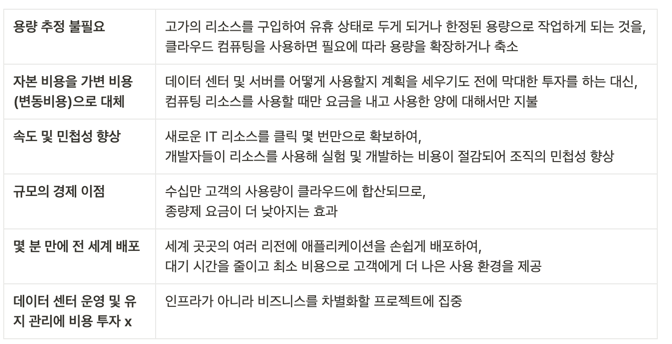 용량 추정 불필요
고가의 리소스를 구입하여 유휴 상태로 두게 되거나 한정된 용량으로 작업하게 되는 것을,
클라우드 컴퓨팅을 사용하면 필요에 따라 용량을 확장하거나 축소
자본 비용을 가변 비용
(변동비용)으로 대체
데이터 센터 및 서버를 어떻게 사용할지 계획을 세우기도 전에 막대한 투자를 하는 대신,
컴퓨팅 리소스를 사용할 때만 요금을 내고 사용한 양에 대해서만 지불
속도 및 민첩성 향상
새로운 IT 리소스를 클릭 몇 번만으로 확보하여,
개발자들이 리소스를 사용해 실험 및 개발하는 비용이 절감되어 조직의 민첩성 향상
규모의 경제 이점
수십만 고객의 사용량이 클라우드에 합산되므로,
종량제 요금이 더 낮아지는 효과
몇 분 만에 전 세계 배포
세계 곳곳의 여러 리전에 애플리케이션을 손쉽게 배포하여,
대기 시간을 줄이고 최소 비용으로 고객에게 더 나은 사용 환경을 제공
데이터 센터 운영 및 유
지 관리에 비용 투자 x
인프라가 아니라 비즈니스를 차별화할 프로젝트에 집중